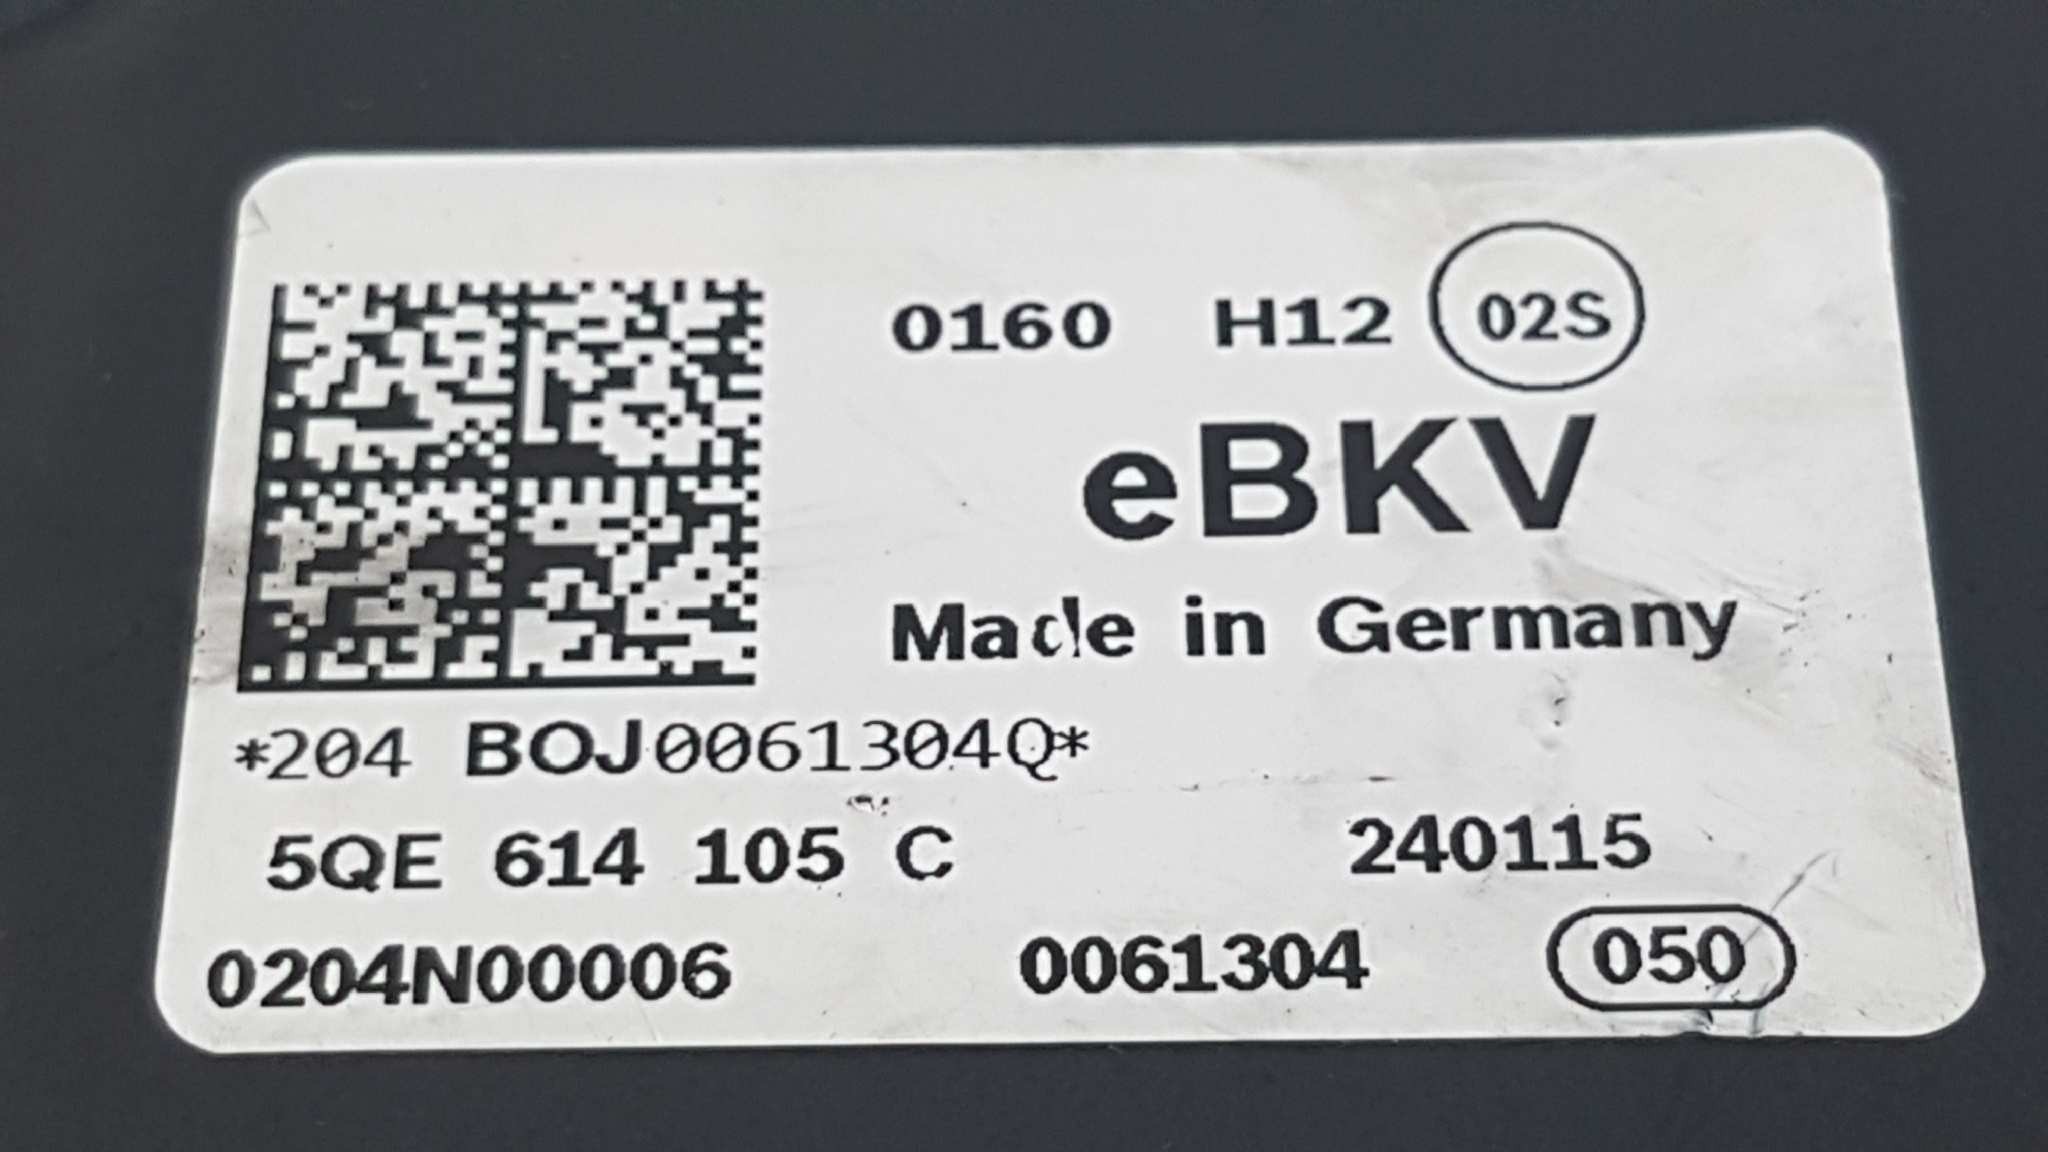 0160 H12 02S
eBKV
Made in Germany
*204 BOJ0061304Q*
5QE 614 105 C 240115
0204N00006 0061304 050